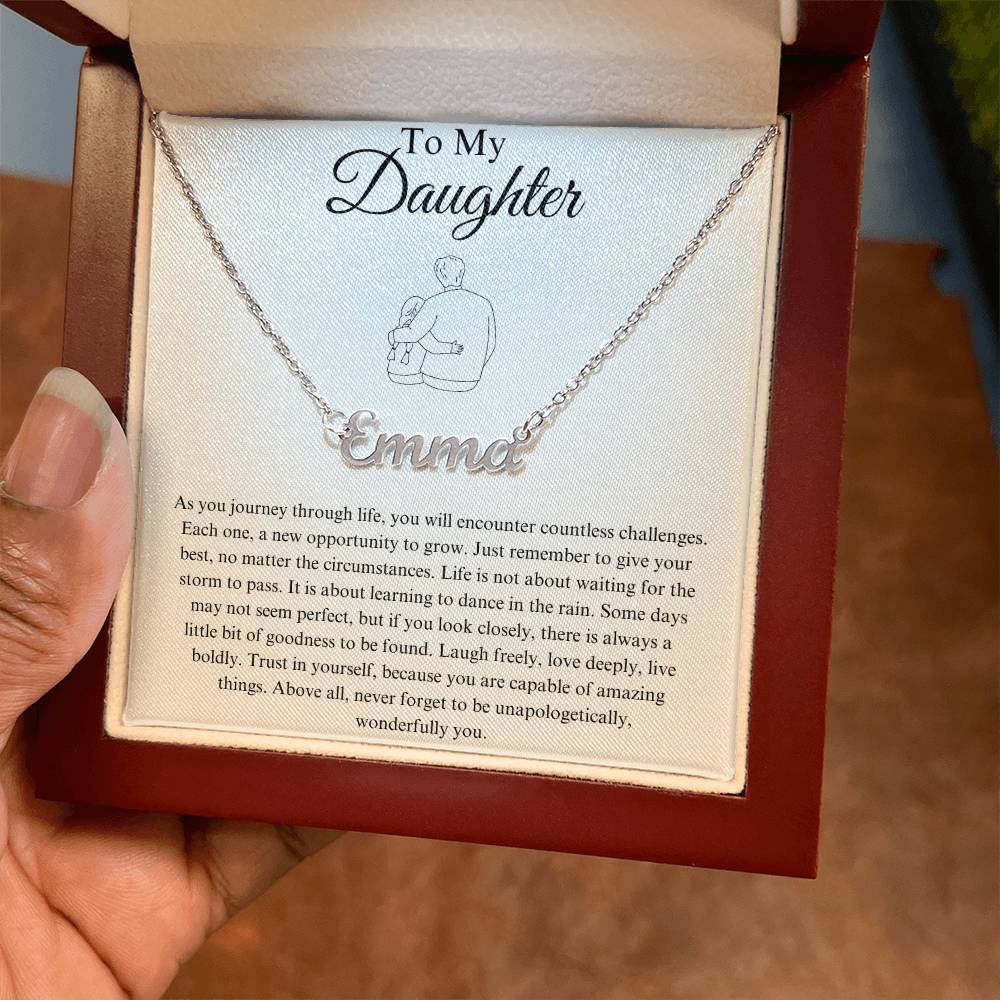 To My
Daughter
Emma
As you journey through life, you will encounter countless challenges.
Each one, a new opportunity to grow. Just remember to give your
best, no matter the circumstances. Life is not about waiting for the
storm to pass. It is about learning to dance in the rain. Some days
may not seem perfect, but if you look closely, there is always a
little bit of goodness to be found. Laugh freely, love deeply, live
boldly. Trust in yourself, because you are capable of amazing
things. Above all, never forget to be unapologetically,
wonderfully you.